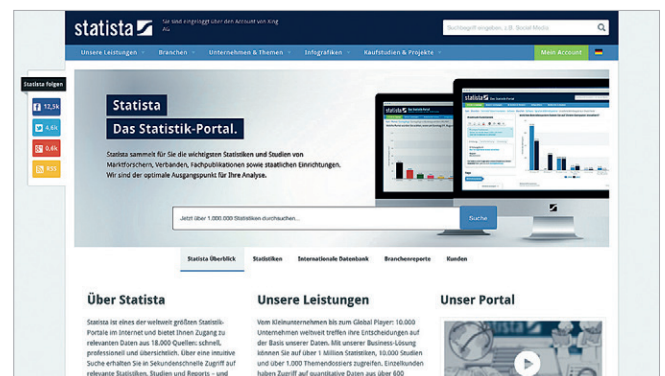 statista
Sie sind eingeloggt über den Account von Xing
AG.
Suchbegriff eingeben, z.B. Social Media
Unsere Leistungen
Branchen
Unternehmen & Themen
Infografiken
Kaufstudien & Projekte
Mein Account
Statista folgen
12,5k
4,6k
0,6k
RSS
Statista
Das Statistik-Portal.
Statista sammelt für Sie die wichtigsten Statistiken und Studien von
Marktforschern, Verbänden, Fachpublikationen sowie staatlichen Einrichtungen.
Wir sind der optimale Ausgangspunkt für Ihre Analyse.
Jetzt über 1.000.000 Statistiken durchsuchen...
Suche
Statista Überblick
Statistiken
Internationale Datenbank
Branchenreports
Kunden
Über Statista
Statista ist eines der weltweit größten Statistik-
Portale im Internet und bietet Ihnen Zugang zu
relevanten Daten aus 18.000 Quellen: schnell,
professionell und übersichtlich. Über eine intuitive
Suche erhalten Sie in Sekundenschnelle Zugriff auf
relevante Statistiken, Studien und Reports – und
Unsere Leistungen
Vom Kleinunternehmen bis zum Global Player: 10.000
Unternehmen weltweit treffen ihre Entscheidungen auf
der Basis unserer Daten. Mit unserer Business-Lösung
können Sie auf über 1 Million Statistiken, 10.000 Studien
und über 1.000 Themendossiers zugreifen. Einzelkunden
haben Zugriff auf quantitative Daten aus über 600
Unser Portal